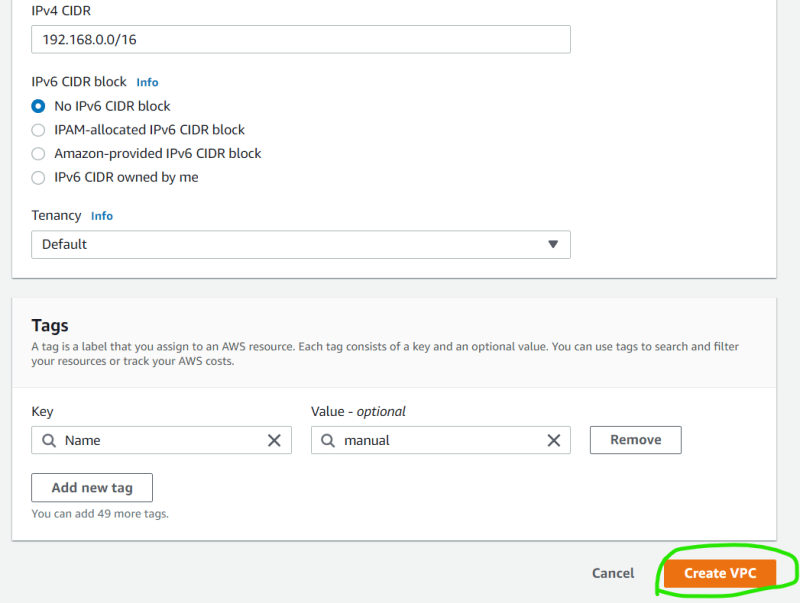 IPv4 CIDR
192.168.0.0/16
IPv6 CIDR block Info
No IPv6 CIDR block
IPAM-allocated IPv6 CIDR block
Amazon-provided IPv6 CIDR block
IPv6 CIDR owned by me
Tenancy Info
Default
Tags
A tag is a label that you assign to an AWS resource. Each tag consists of a key and an optional value. You can use tags to search and filter
your resources or track your AWS costs.
Key Value - optional
Name manual Remove
Add new tag
You can add 49 more tags.
Cancel Create VPC